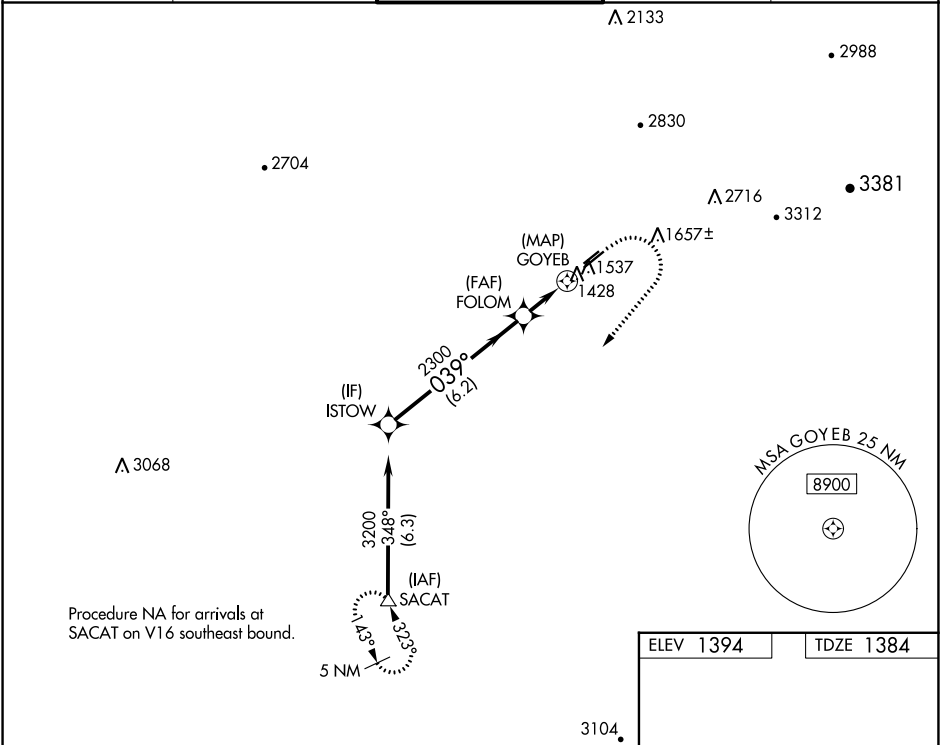 2133
2988
2830
2704
3381
2716
3312
1657±
(MAP)
GOYEB
1537
1428
(FAF)
FOLOM
2300
039°
(6.2)
(IF)
ISTOW
3068
MSA GOYEB 25 NM
8900
3200
348°
(6.3)
(IAF)
SACAT
Procedure NA for arrivals at
SACAT on V16 southeast bound.
143°
323°
5 NM
ELEV 1394
TDZE 1384
3104